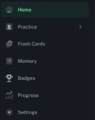 Home
Practice
Flash Cards
Memory
Badges
Progress
Settings